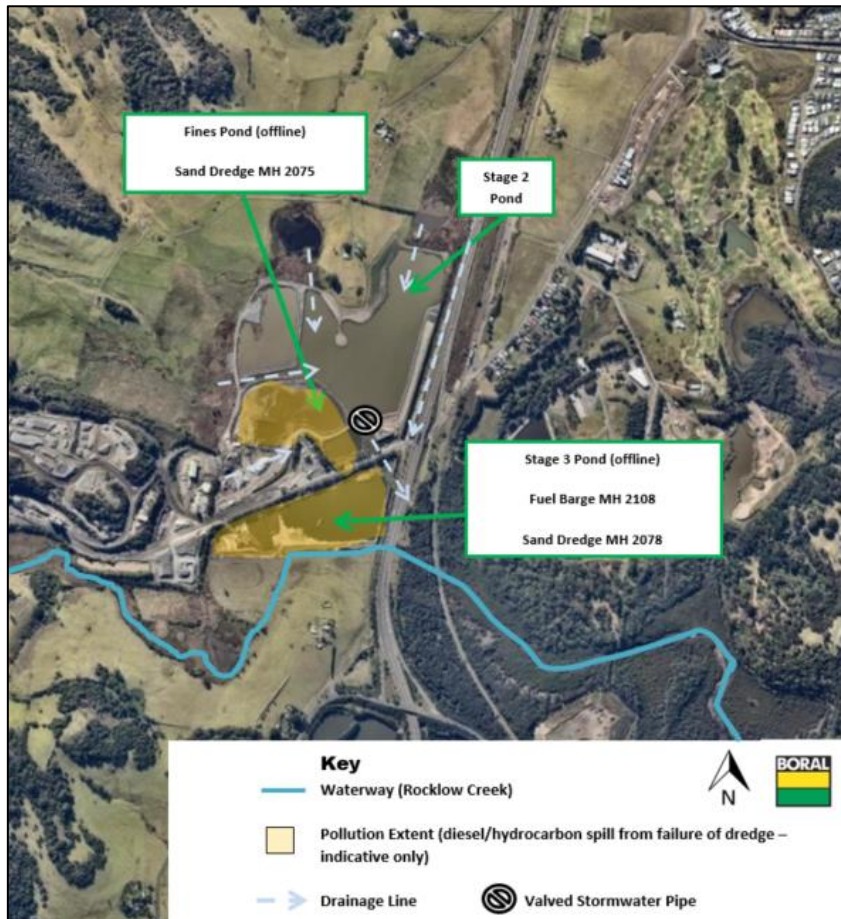 Fines Pond (offline)
Sand Dredge MH 2075
Stage 2
Pond
Stage 3 Pond (offline)
Fuel Barge MH 2108
Sand Dredge MH 2078
Key
Waterway (Rocklow Creek)
N
BORAL
Pollution Extent (diesel/hydrocarbon spill from failure of dredge –
indicative only)
Drainage Line
Valved Stormwater Pipe